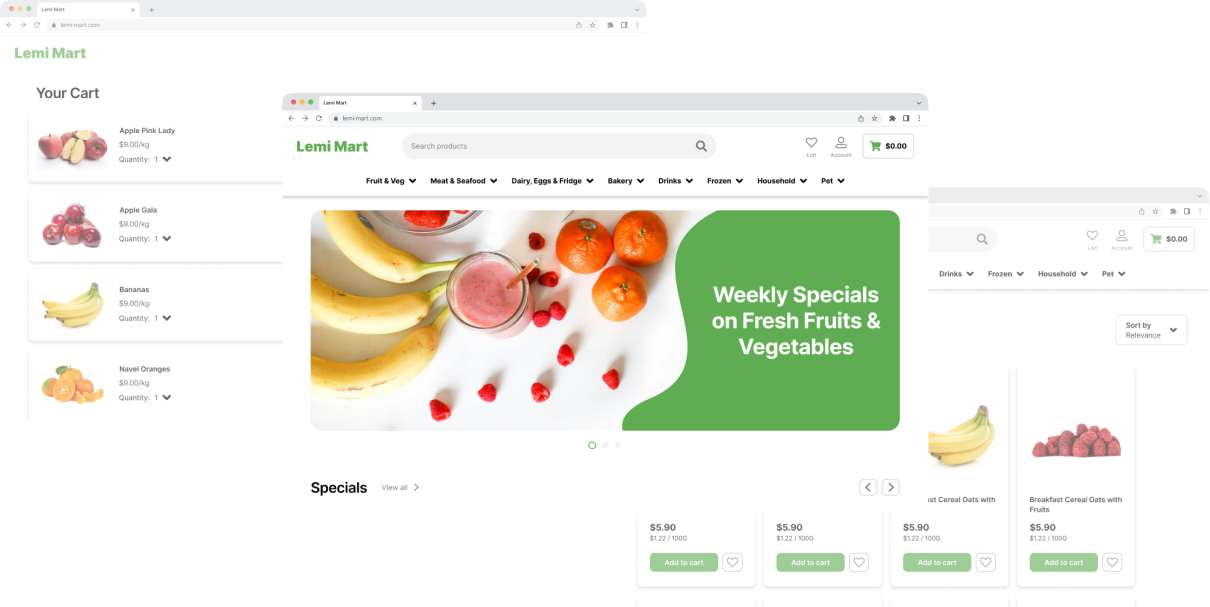 Lemi Mart
lemi-mart.com
Lemi Mart
Your Cart
Apple Pink Lady
$9.00/kg
Quantity: 1
Apple Gala
$9.00/kg
Quantity: 1
Bananas
$9.00/kg
Quantity: 1
Navel Oranges
$9.00/kg
Quantity: 1
Lemi Mart
lemi-mart.com
Lemi Mart
Search products
List
Account
$0.00
Fruit & Veg
Meat & Seafood
Dairy, Eggs & Fridge
Bakery
Drinks
Frozen
Household
Pet
Weekly Specials
on Fresh Fruits &
Vegetables
Specials
View all
List
Account
$0.00
Drinks
Frozen
Household
Pet
Sort by
Relevance
Cereal Oats with
Breakfast Cereal Oats with
Fruits
$5.90
$1.22 / 100G
Add to cart
$5.90
$1.22 / 100G
Add to cart
$5.90
$1.22 / 100G
Add to cart
$5.90
$1.22 / 100G
Add to cart